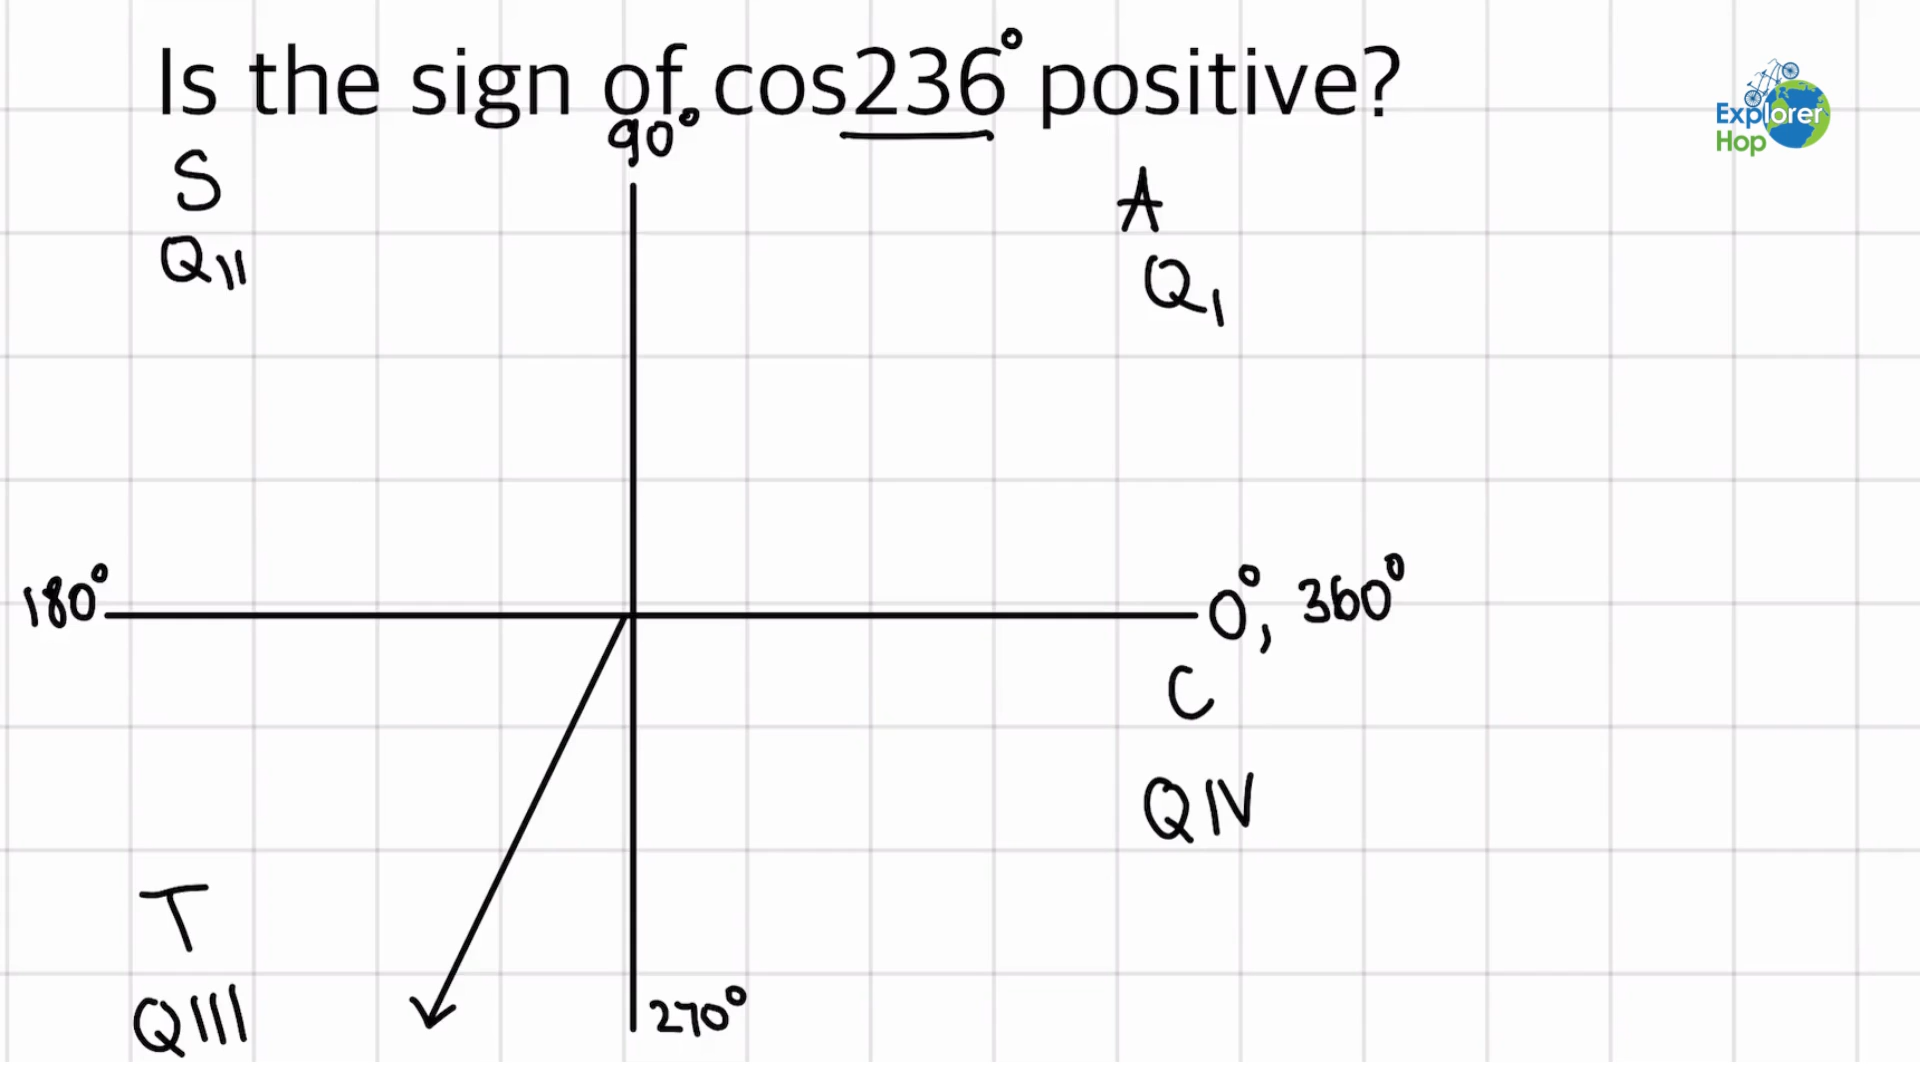 Is the sign of cos236° positive?
Explorer
Hop
90°
S
A
QII
QI
180°
0°, 360°
C
QIV
T
QIII
270°